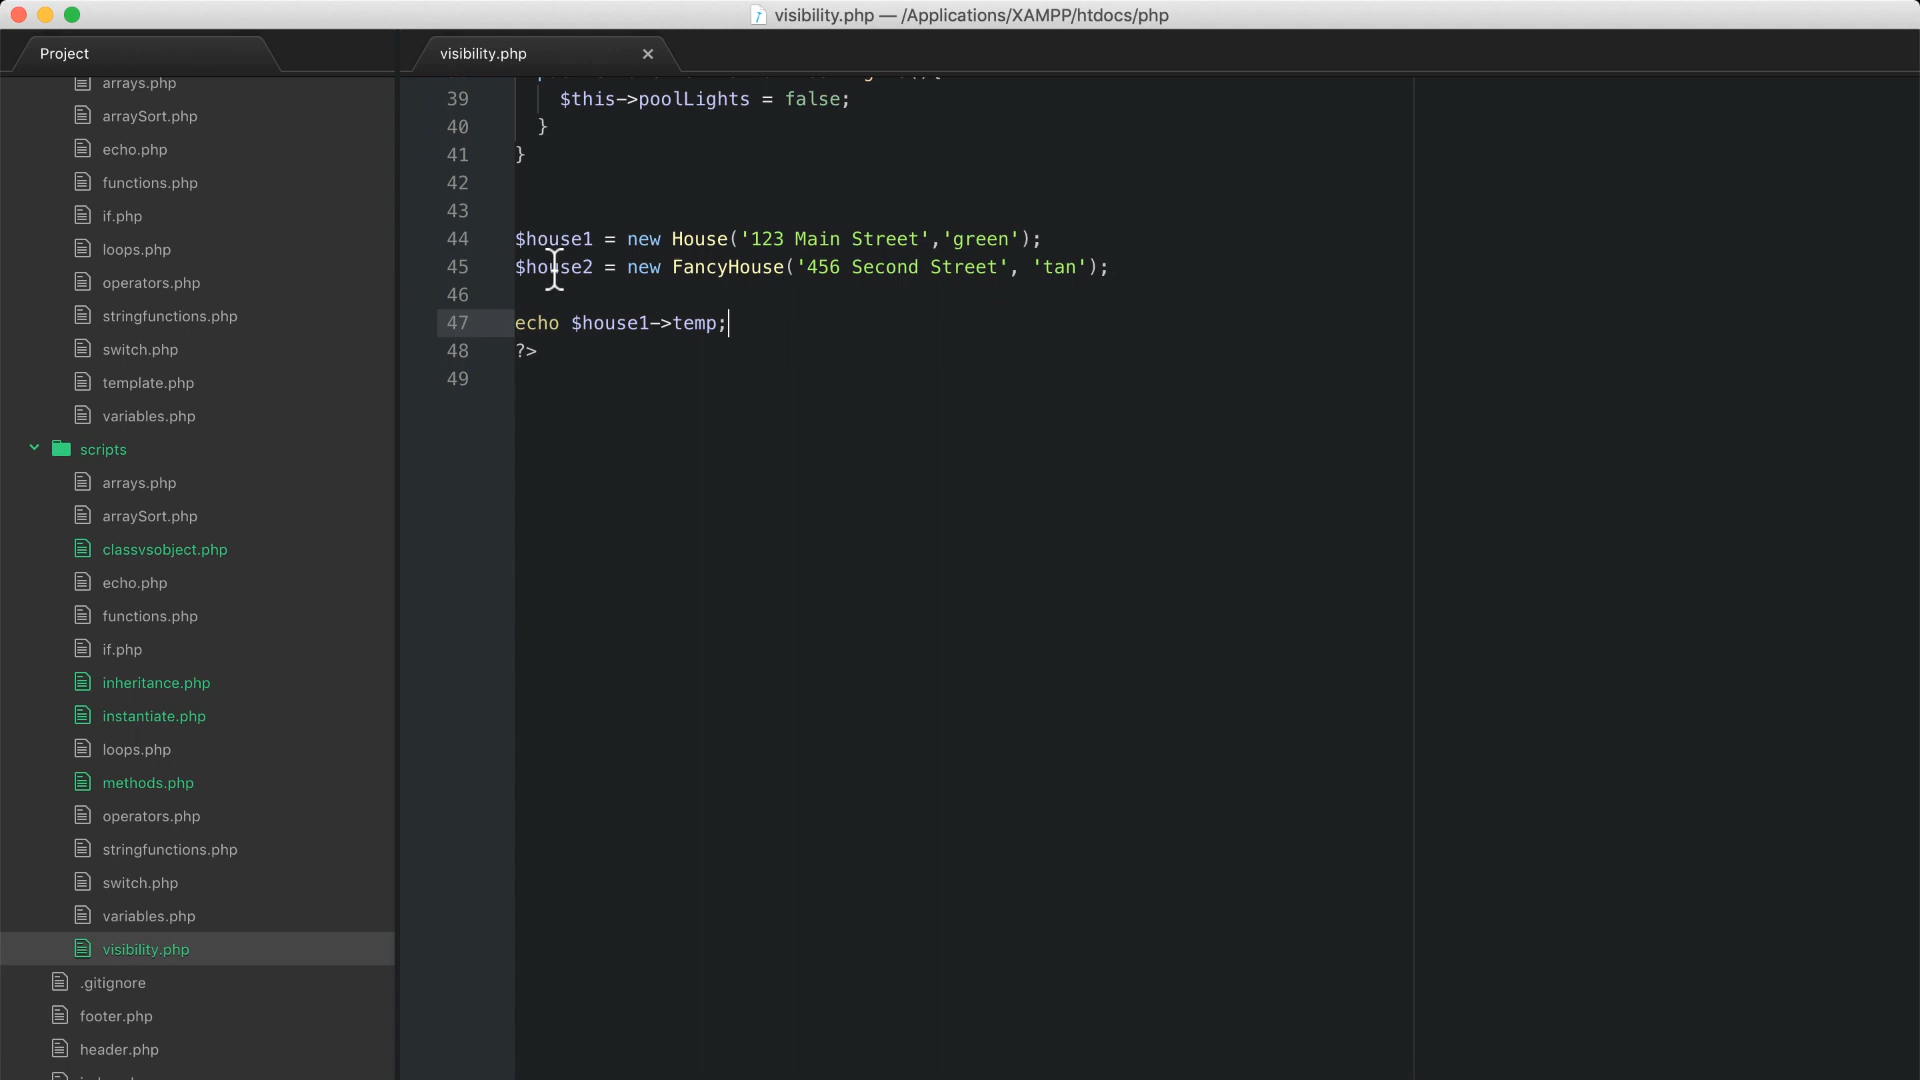 visibility.php — /Applications/XAMPP/htdocs/php
Project
visibility.php
arrays.php
arraySort.php
echo.php
functions.php
if.php
loops.php
operators.php
stringfunctions.php
switch.php
template.php
variables.php
scripts
arrays.php
arraySort.php
classvsobject.php
echo.php
functions.php
if.php
inheritance.php
instantiate.php
loops.php
methods.php
operators.php
stringfunctions.php
switch.php
variables.php
visibility.php
.gitignore
footer.php
header.php
39 $this->poolLights = false;
40 }
41 }
42
43
44 $house1 = new House('123 Main Street','green');
45 $house2 = new FancyHouse('456 Second Street', 'tan');
46
47 echo $house1->temp;
48 ?>
49